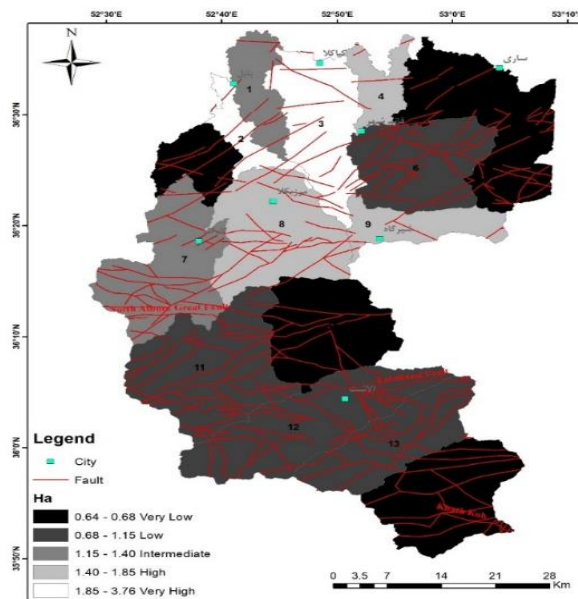 52°30'E 52°40'E 52°50'E 53°0'E 53°10'E
N
36°30'N
36°20'N
36°10'N
36°0'N
35°50'N
ساری
کیاکلا
شیرگاه
آلاشت
1
2
3
4
6
7
8
9
11
12
13
North Alborz Great Fault
Legend
City
Fault
Ha
0.64 - 0.68 Very Low
0.68 - 1.15 Low
1.15 - 1.40 Intermediate
1.40 - 1.85 High
1.85 - 3.76 Very High
0 3.5 7 14 21 28
Km